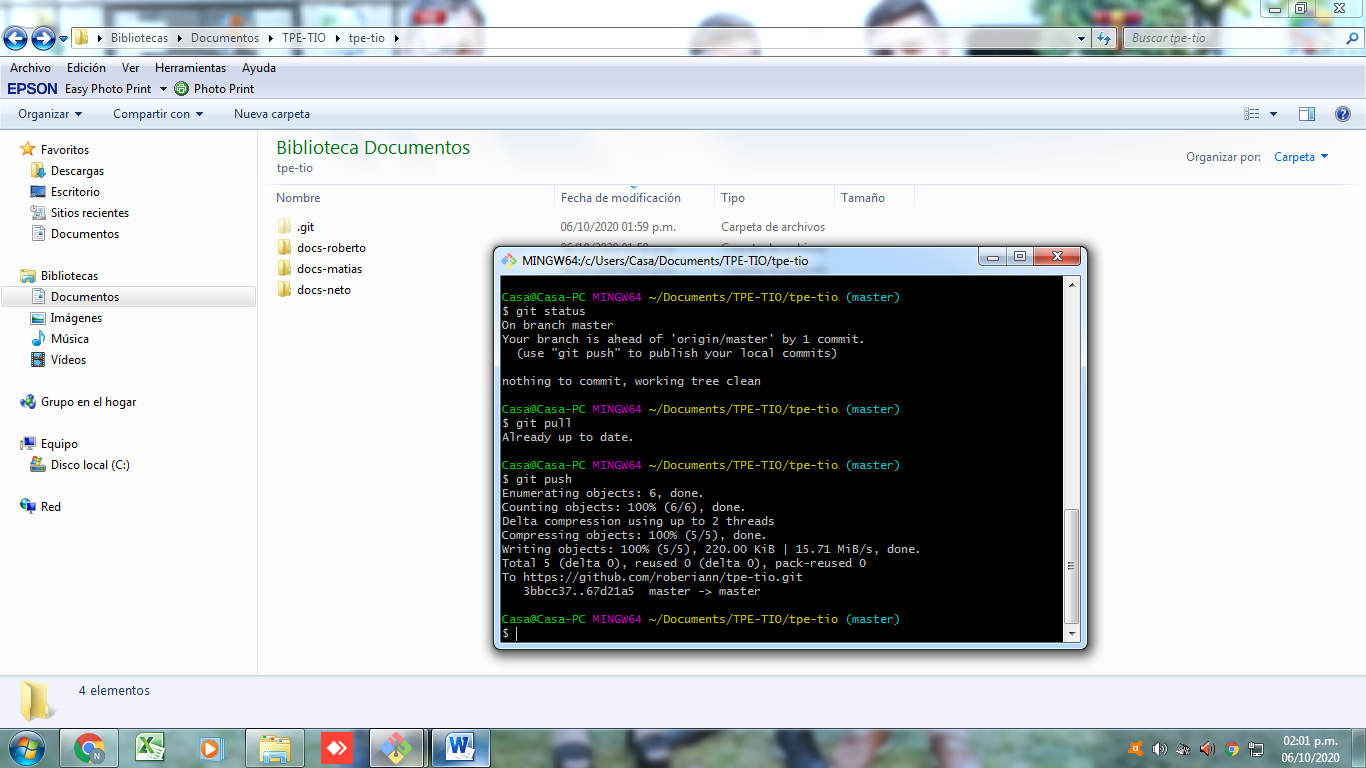 Bibliotecas Documentos TPE-TIO tpe-tio
Buscar tpe-tio
Archivo Edición Ver Herramientas Ayuda
EPSON Easy Photo Print Photo Print
Organizar Compartir con Nueva carpeta
Favoritos
Descargas
Escritorio
Sitios recientes
Documentos
Bibliotecas
Documentos
Imágenes
Música
Vídeos
Grupo en el hogar
Equipo
Disco local (C:)
Red
Biblioteca Documentos
tpe-tio
Organizar por: Carpeta
Nombre Fecha de modificación Tipo Tamaño
.git 06/10/2020 01:59 p.m. Carpeta de archivos
docs-roberto
docs-matias
docs-neto
MINGW64:/c/Users/Casa/Documents/TPE-TIO/tpe-tio
Casa@Casa-PC MINGW64 ~/Documents/TPE-TIO/tpe-tio (master)
$ git status
On branch master
Your branch is ahead of 'origin/master' by 1 commit.
(use "git push" to publish your local commits)
nothing to commit, working tree clean
Casa@Casa-PC MINGW64 ~/Documents/TPE-TIO/tpe-tio (master)
$ git pull
Already up to date.
Casa@Casa-PC MINGW64 ~/Documents/TPE-TIO/tpe-tio (master)
$ git push
Enumerating objects: 6, done.
Counting objects: 100% (6/6), done.
Delta compression using up to 2 threads
Compressing objects: 100% (5/5), done.
Writing objects: 100% (5/5), 220.00 KiB | 15.71 MiB/s, done.
Total 5 (delta 0), reused 0 (delta 0), pack-reused 0
To https://github.com/roberiann/tpe-tio.git
3bbcc37..67d21a5 master -> master
Casa@Casa-PC MINGW64 ~/Documents/TPE-TIO/tpe-tio (master)
$
4 elementos
02:01 p.m.
06/10/2020